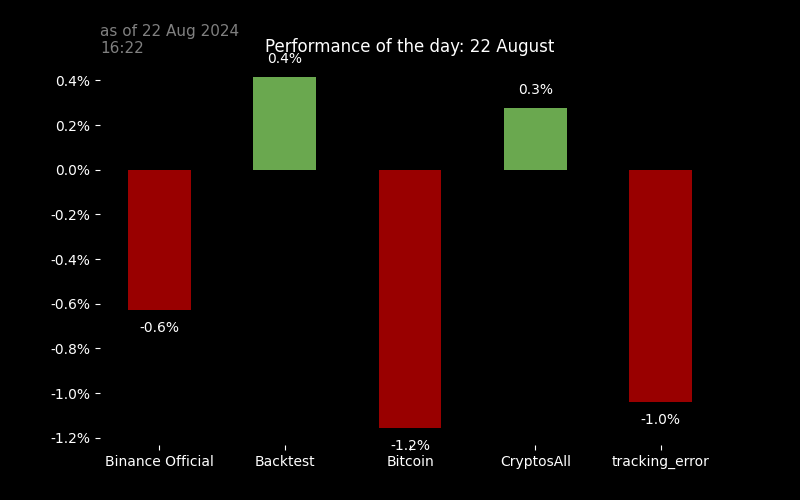 as of 22 Aug 2024
16:22
Performance of the day: 22 August
0.4%
0.3%
0.4%
0.2%
0.0%
-0.2%
-0.4%
-0.6%
-0.8%
-1.0%
-1.2%
-0.6%
-1.2%
-1.0%
Binance Official
Backtest
Bitcoin
CryptosAll
tracking_error